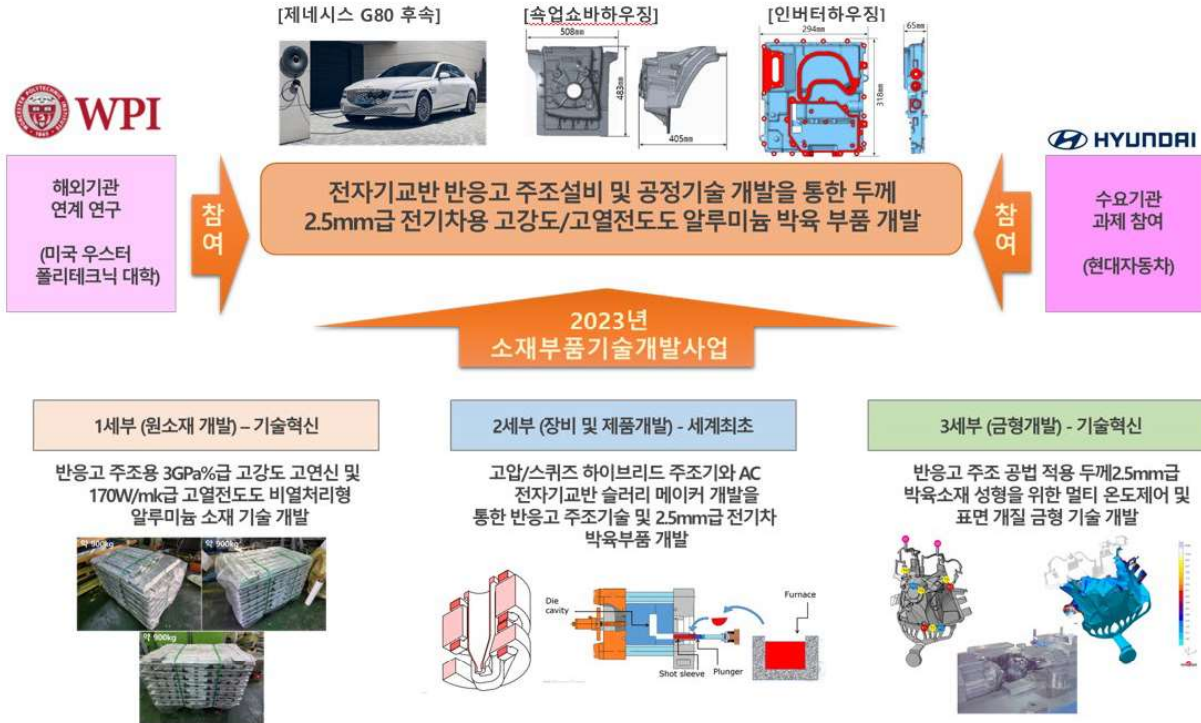 [제네시스 G80 후속]
[쇽업쇼바하우징]
[인버터하우징]
508mm
483mm
405mm
294mm
318mm
65mm
WPI
HYUNDAI
해외기관
연계 연구
(미국 우스터
폴리테크닉 대학)
참
여
전자기교반 반응고 주조설비 및 공정기술 개발을 통한 두께
2.5mm급 전기차용 고강도/고열전도도 알루미늄 박육 부품 개발
참
여
수요기관
과제 참여
(현대자동차)
2023년
소재부품기술개발사업
1세부 (원소재 개발) – 기술혁신
반응고 주조용 3GPa%급 고강도 고연신 및
170W/mk급 고열전도도 비열처리형
알루미늄 소재 기술 개발
약 900kg
약 900kg
약 900kg
2세부 (장비 및 제품개발) - 세계최초
고압/스퀴즈 하이브리드 주조기와 AC
전자기교반 슬러리 메이커 개발을
통한 반응고 주조기술 및 2.5mm급 전기차
박육부품 개발
Die
cavity
Furnace
Shot sleeve
Plunger
3세부 (금형개발) - 기술혁신
반응고 주조 공법 적용 두께2.5mm급
박육소재 성형을 위한 멀티 온도제어 및
표면 개질 금형 기술 개발